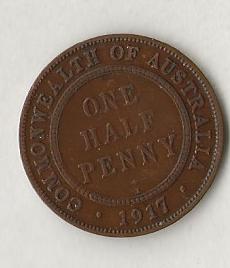 COMMONWEALTH OF AUSTRALIA
ONE
HALF
PENNY
I
1917